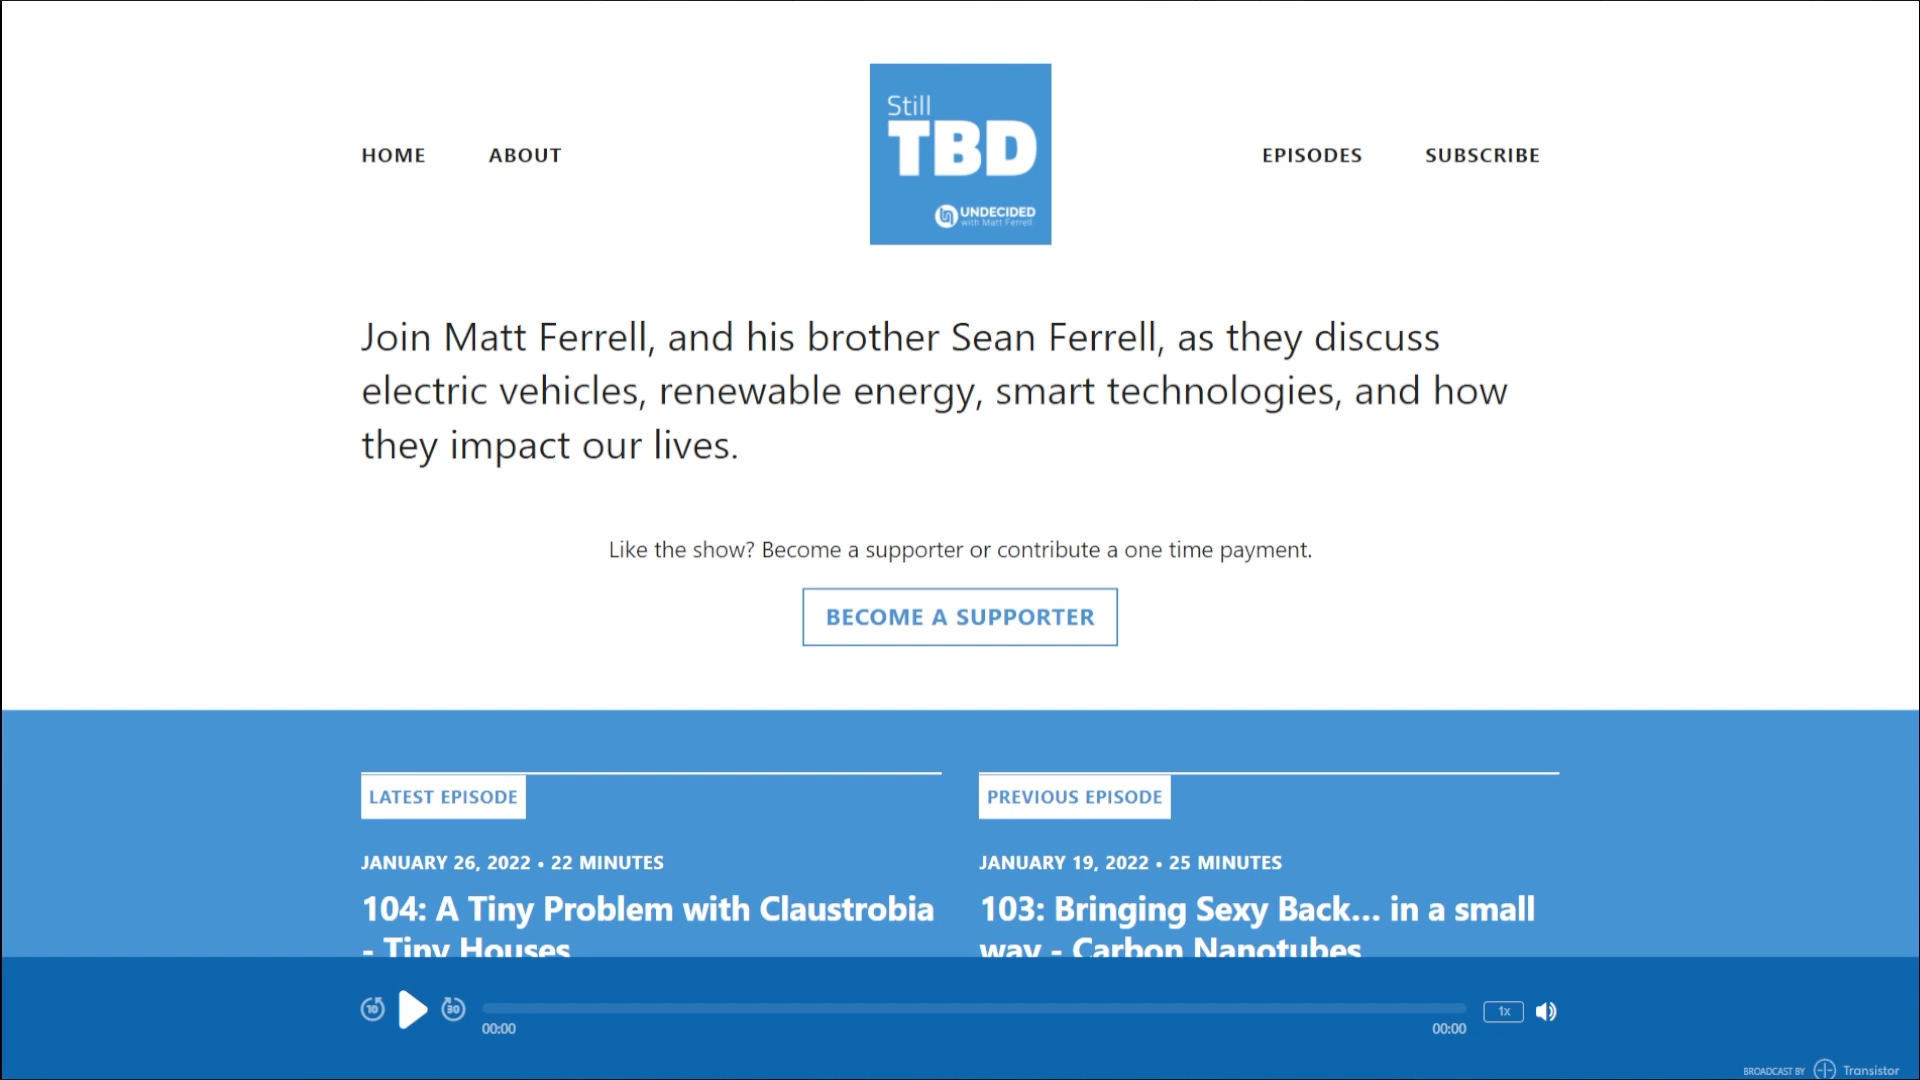 HOME
ABOUT
Still
TBD
UNDECIDED
with Matt Ferrell
EPISODES
SUBSCRIBE
Join Matt Ferrell, and his brother Sean Ferrell, as they discuss
electric vehicles, renewable energy, smart technologies, and how
they impact our lives.
Like the show? Become a supporter or contribute a one time payment.
BECOME A SUPPORTER
LATEST EPISODE
JANUARY 26, 2022 • 22 MINUTES
104: A Tiny Problem with Claustrobia
- Tiny Houses
PREVIOUS EPISODE
JANUARY 19, 2022 • 25 MINUTES
103: Bringing Sexy Back... in a small
way - Carbon Nanotubes
10
30
00:00
00:00
1x
BROADCAST BY Transistor